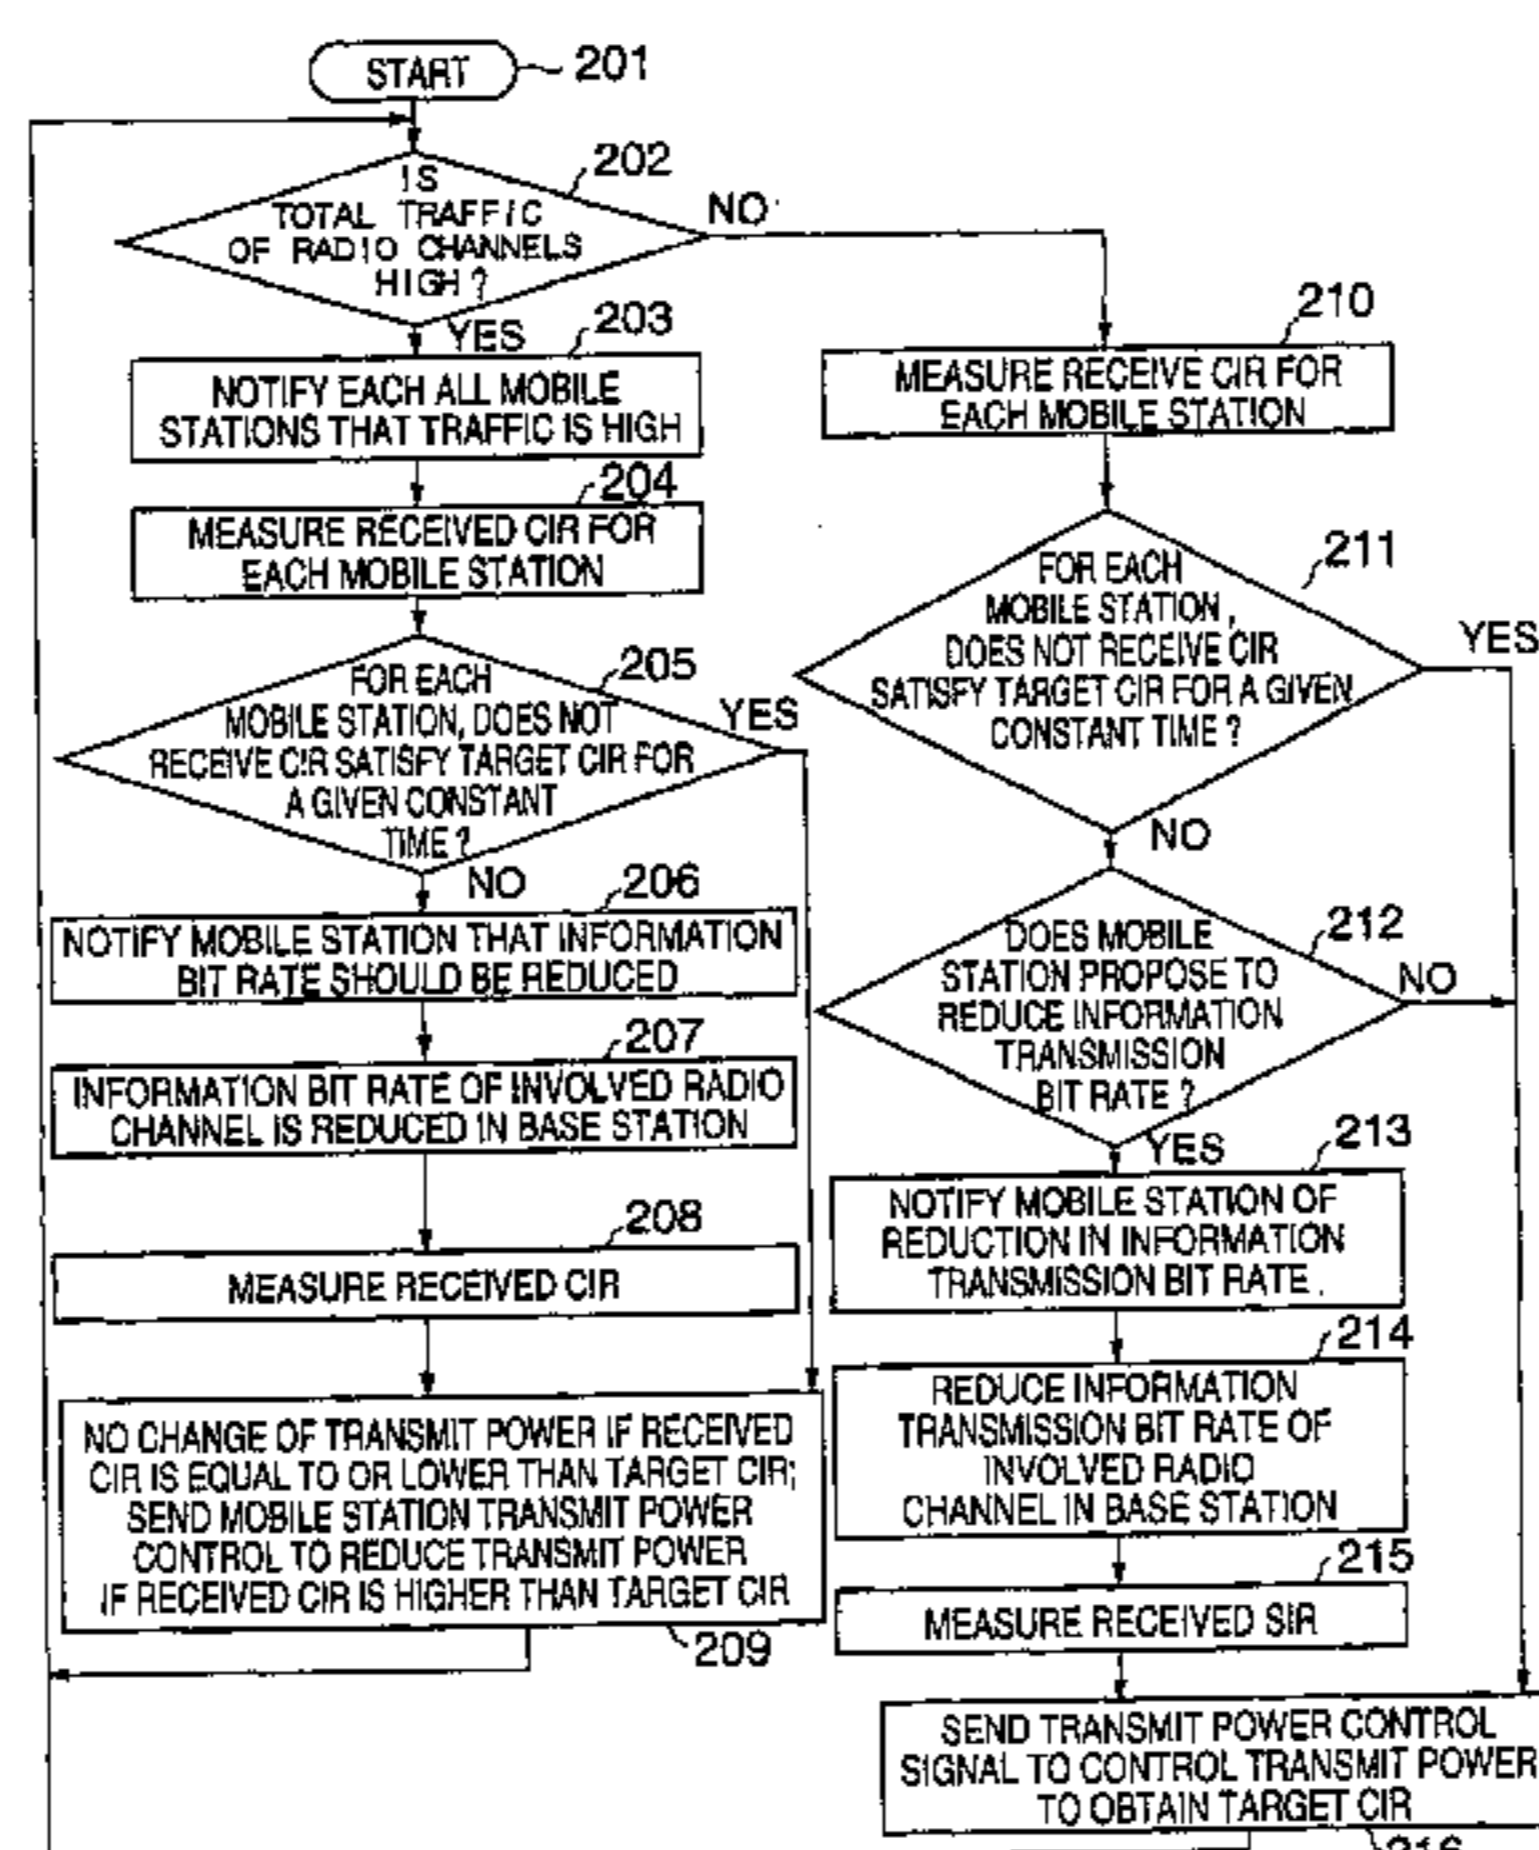 START
201
202
IS
TOTAL TRAFFIC
OF RADIO CHANNELS
HIGH ?
NO
YES
203
NOTIFY EACH ALL MOBILE
STATIONS THAT TRAFFIC IS HIGH
204
MEASURE RECEIVED CIR FOR
EACH MOBILE STATION
205
FOR EACH
MOBILE STATION, DOES NOT
RECEIVE CIR SATISFY TARGET CIR FOR
A GIVEN CONSTANT
TIME ?
YES
NO
206
NOTIFY MOBILE STATION THAT INFORMATION
BIT RATE SHOULD BE REDUCED
207
INFORMATION BIT RATE OF INVOLVED RADIO
CHANNEL IS REDUCED IN BASE STATION
208
MEASURE RECEIVED CIR
NO CHANGE OF TRANSMIT POWER IF RECEIVED
CIR IS EQUAL TO OR LOWER THAN TARGET CIR;
SEND MOBILE STATION TRANSMIT POWER
CONTROL TO REDUCE TRANSMIT POWER
IF RECEIVED CIR IS HIGHER THAN TARGET CIR
209
210
MEASURE RECEIVE CIR FOR
EACH MOBILE STATION
211
FOR EACH
MOBILE STATION ,
DOES NOT RECEIVE CIR
SATISFY TARGET CIR FOR A GIVEN
CONSTANT TIME ?
YES
NO
212
DOES MOBILE
STATION PROPOSE TO
REDUCE INFORMATION
TRANSMISSION
BIT RATE ?
NO
YES
213
NOTIFY MOBILE STATION OF
REDUCTION IN INFORMATION
TRANSMISSION BIT RATE .
214
REDUCE INFORMATION
TRANSMISSION BIT RATE OF
INVOLVED RADIO
CHANNEL IN BASE STATION
215
MEASURE RECEIVED SIR
SEND TRANSMIT POWER CONTROL
SIGNAL TO CONTROL TRANSMIT POWER
TO OBTAIN TARGET CIR
216